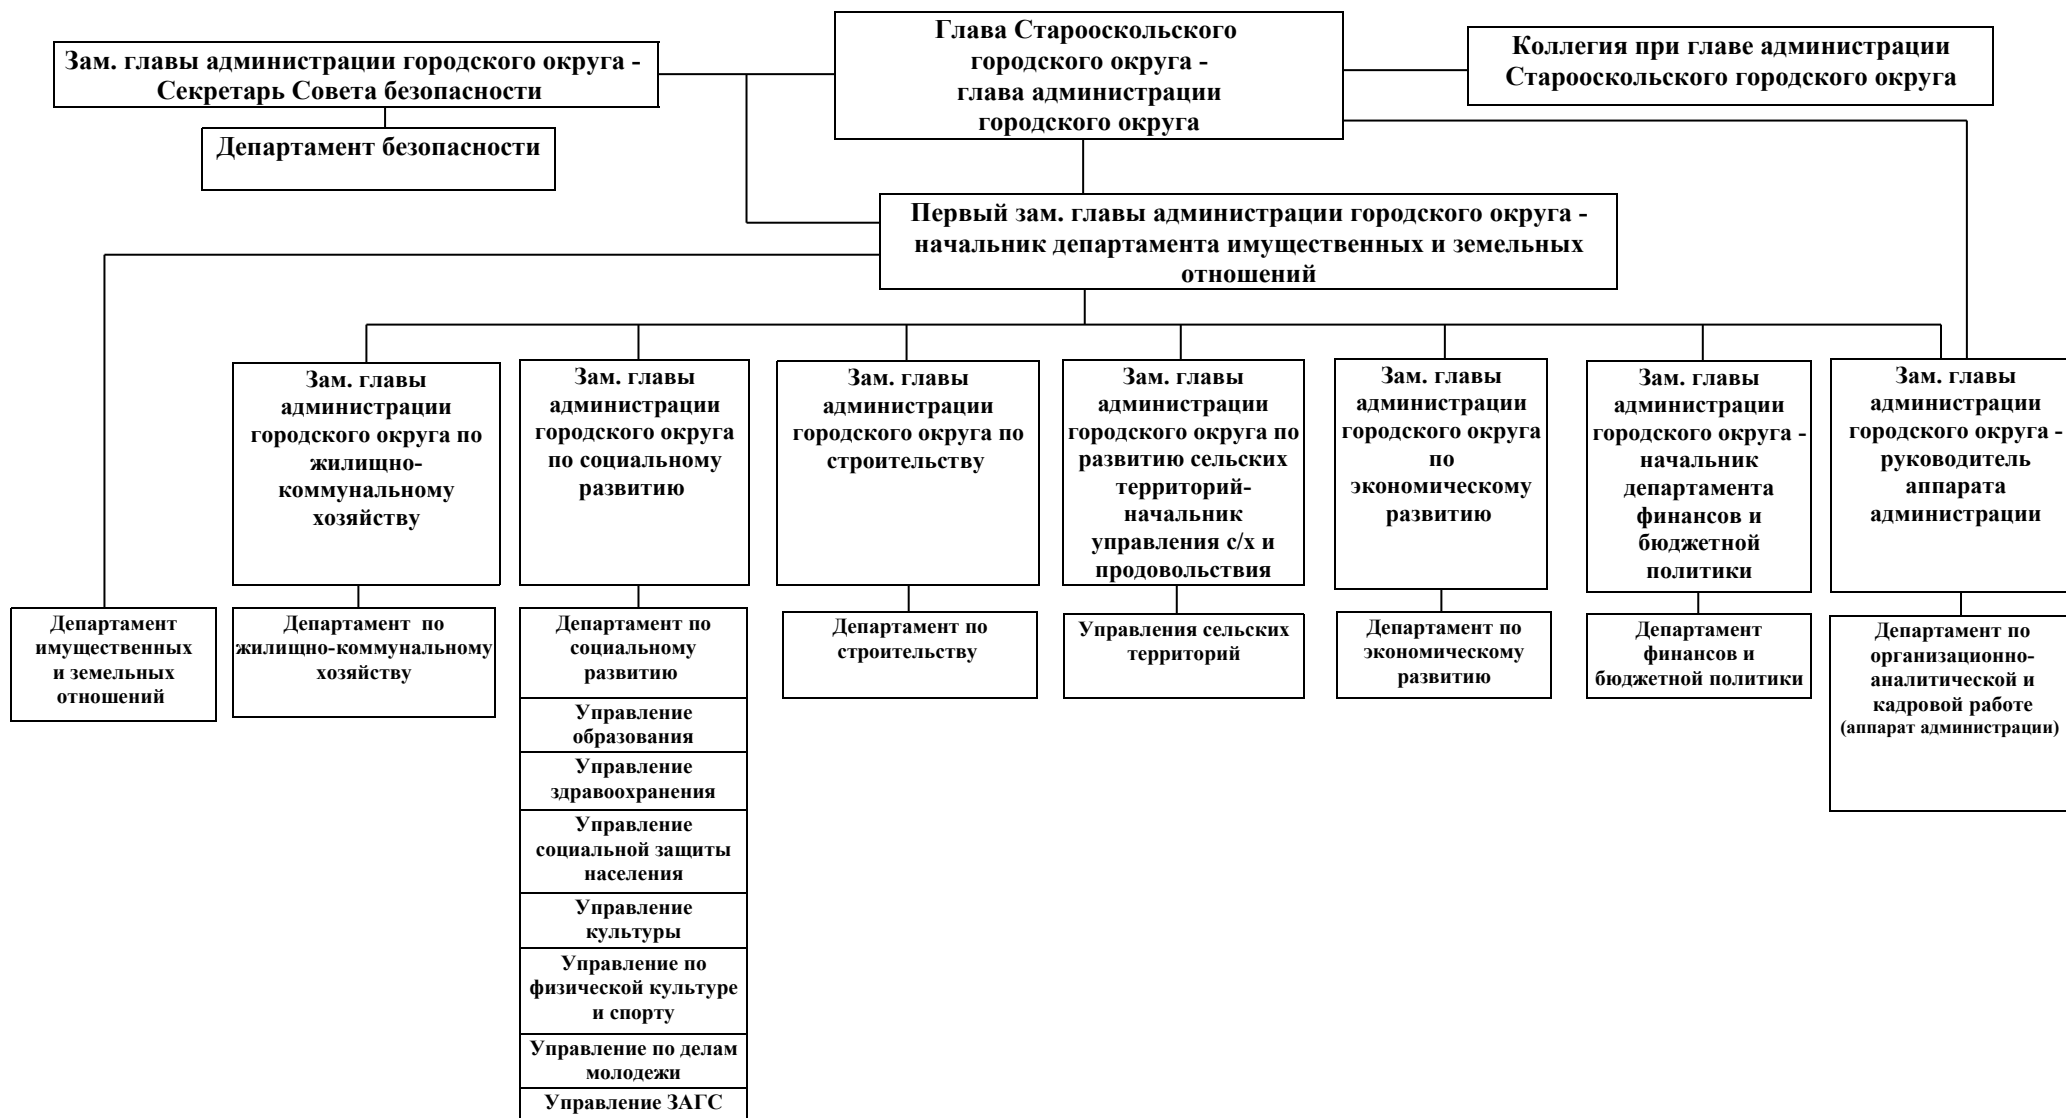 Глава Старооскольского
городского округа -
глава администрации
городского округа
Зам. главы администрации городского округа -
Секретарь Совета безопасности
Коллегия при главе администрации
Старооскольского городского округа
Департамент безопасности
Первый зам. главы администрации городского округа -
начальник департамента имущественных и земельных
отношений
Зам. главы
администрации
городского округа по
жилищно-
коммунальному
хозяйству
Зам. главы
администрации
городского округа
по социальному
развитию
Зам. главы
администрации
городского округа по
строительству
Зам. главы
администрации
городского округа по
развитию сельских
территорий-
начальник
управления с/х и
продовольствия
Зам. главы
администрации
городского округа
по
экономическому
развитию
Зам. главы
администрации
городского округа -
начальник
департамента
финансов и
бюджетной
политики
Зам. главы
администрации
городского округа -
руководитель
аппарата
администрации
Департамент
имущественных
и земельных
отношений
Департамент по
жилищно-коммунальному
хозяйству
Департамент по
социальному
развитию
Управление
образования
Управление
здравоохранения
Управление
социальной защиты
населения
Управление
культуры
Управление по
физической культуре
и спорту
Управление по делам
молодежи
Управление ЗАГС
Департамент по
строительству
Управления сельских
территорий
Департамент по
экономическому
развитию
Департамент
финансов и
бюджетной политики
Департамент по
организационно-
аналитической и
кадровой работе
(аппарат администрации)